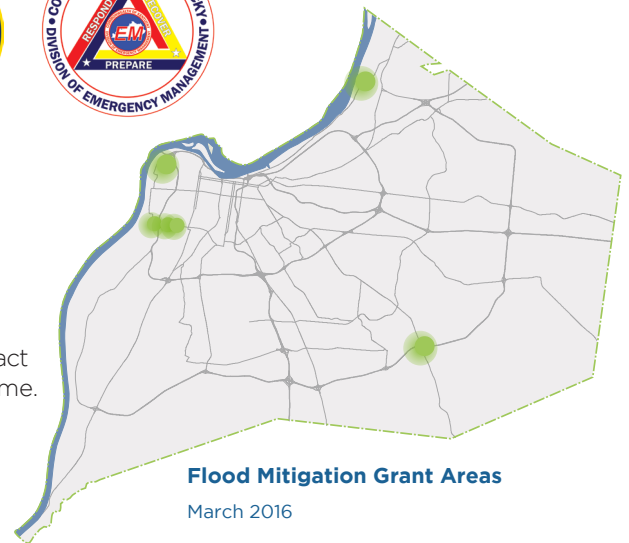 RESPOND
EM
PREPARE
• DIVISION OF EMERGENCY MANAGEMENT •
act
me.
Flood Mitigation Grant Areas
March 2016